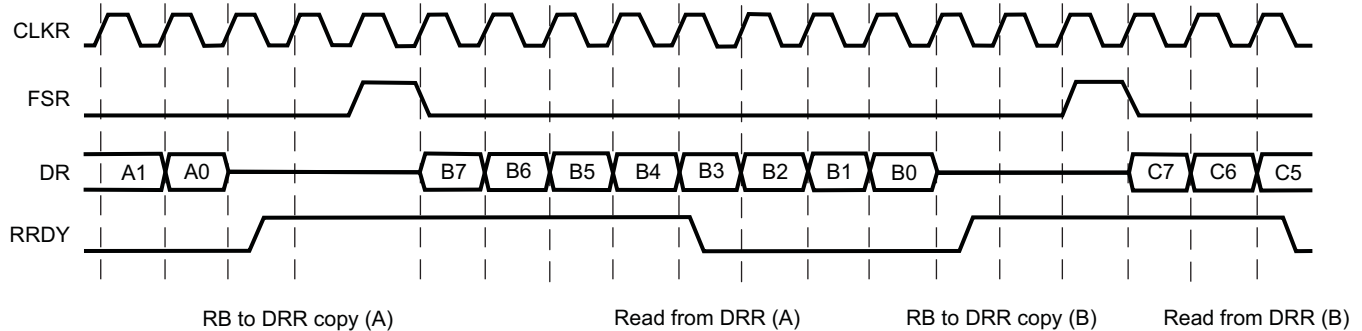 CLKR
FSR
DR A1 A0 B7 B6 B5 B4 B3 B2 B1 B0 C7 C6 C5
RRDY
RB to DRR copy (A) Read from DRR (A) RB to DRR copy (B) Read from DRR (B)